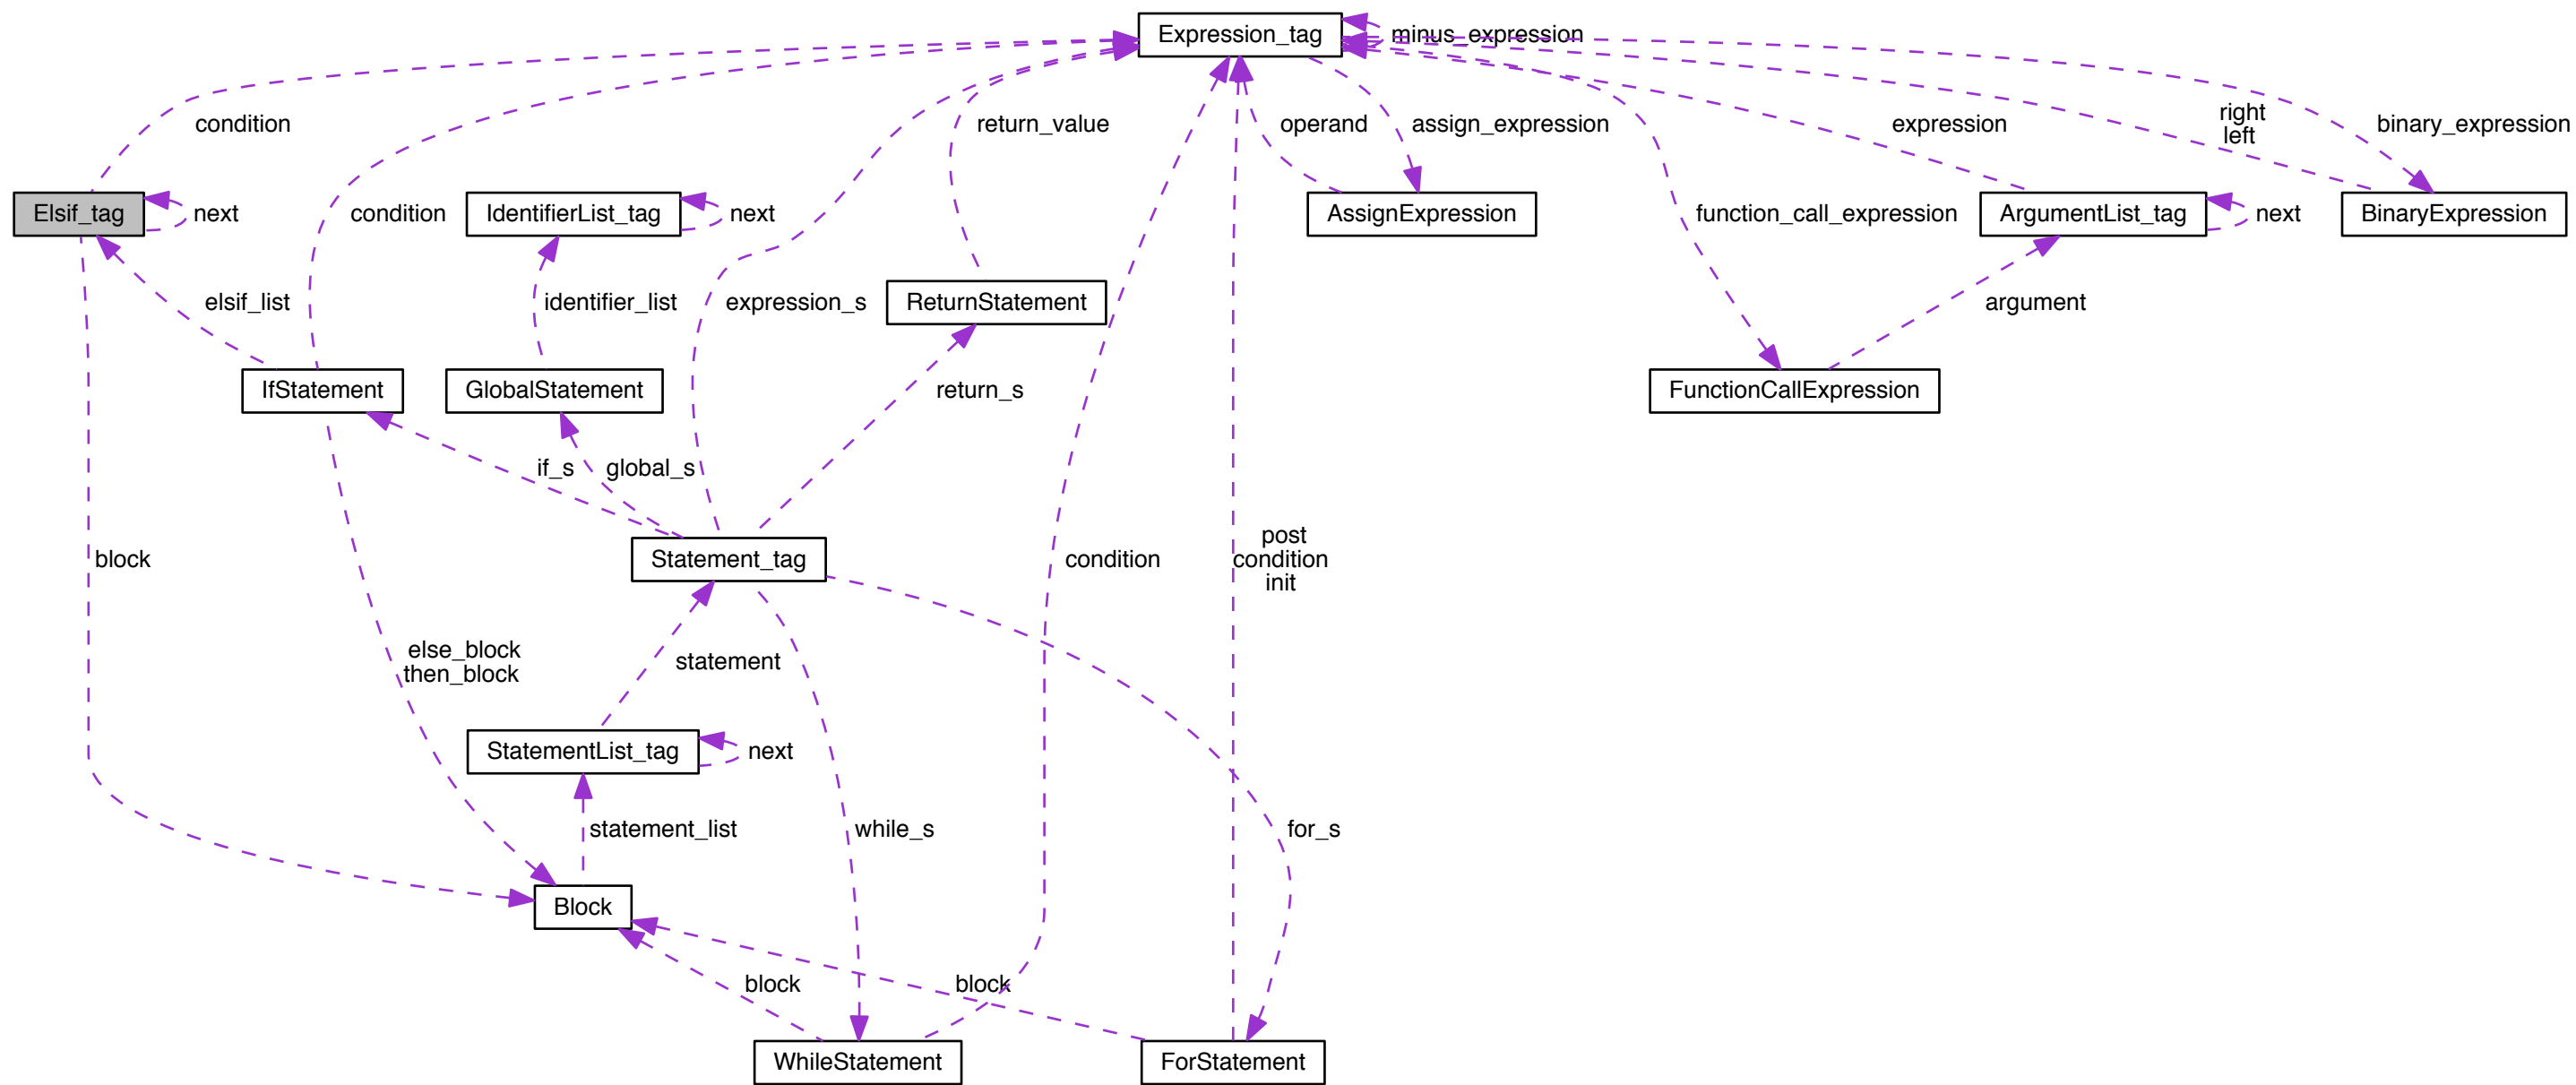 Expression_tag
minus_expression
condition
return_value
operand
assign_expression
expression
right
left
binary_expression
Elsif_tag
next
condition
IdentifierList_tag
next
AssignExpression
function_call_expression
ArgumentList_tag
next
BinaryExpression
elsif_list
identifier_list
expression_s
ReturnStatement
argument
IfStatement
GlobalStatement
return_s
FunctionCallExpression
if_s
global_s
block
Statement_tag
condition
post
condition
init
else_block
then_block
statement
StatementList_tag
next
statement_list
while_s
for_s
Block
block
block
WhileStatement
ForStatement